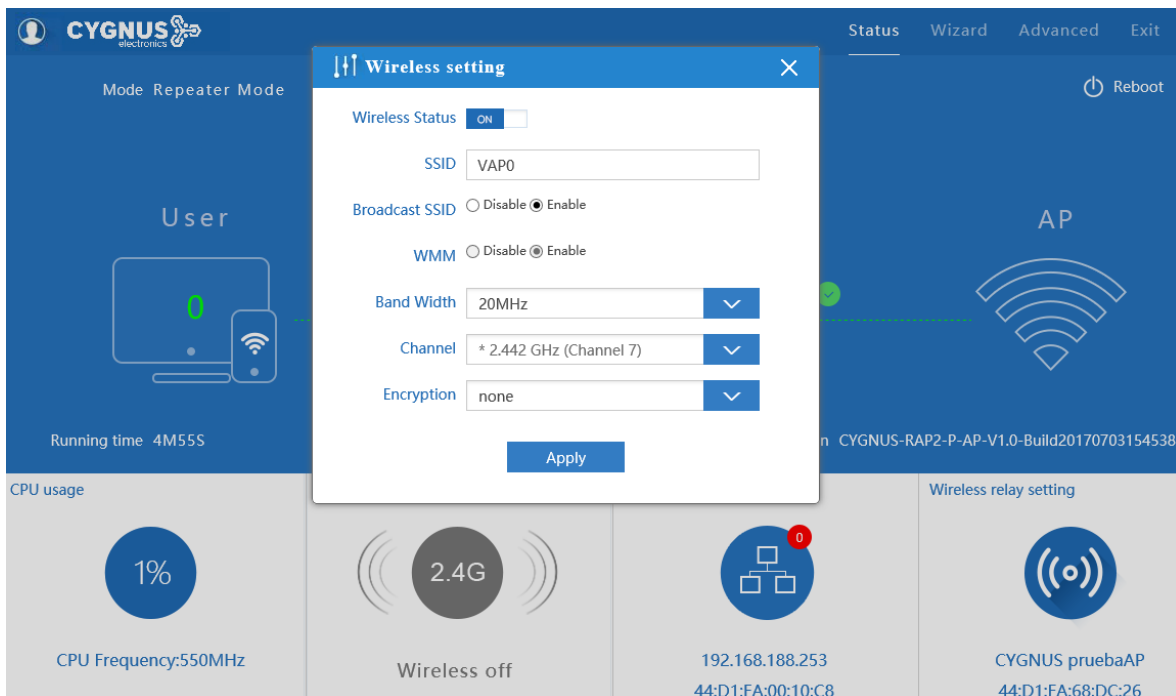 CYGNUS
electronics
Status Wizard Advanced Exit
Wireless setting
Mode Repeater Mode
Reboot
Wireless Status ON
SSID VAP0
Broadcast SSID Disable Enable
WMM Disable Enable
User
AP
0
Band Width 20MHz
Channel * 2.442 GHz (Channel 7)
Encryption none
Running time 4M55S
n CYGNUS-RAP2-P-AP-V1.0-Build20170703154538
Apply
CPU usage
Wireless relay setting
1%
2.4G
0
CPU Frequency:550MHz
Wireless off
192.168.188.253
44:D1:FA:00:10:C8
CYGNUS pruebaAP
44:D1:FA:68:DC:26